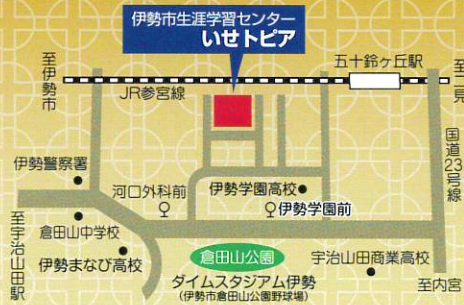 伊勢市生涯学習センター
いせトピア
五十鈴ヶ丘駅
至伊勢市
JR参宮線
至二見
国道23号線
伊勢警察署
河口外科前
伊勢学園高校
伊勢学園前
倉田山中学校
伊勢まなび高校
至宇治山田駅
倉田山公園
ダイムスタジアム伊勢
(伊勢市倉田山公園野球場)
宇治山田商業高校
至内宮